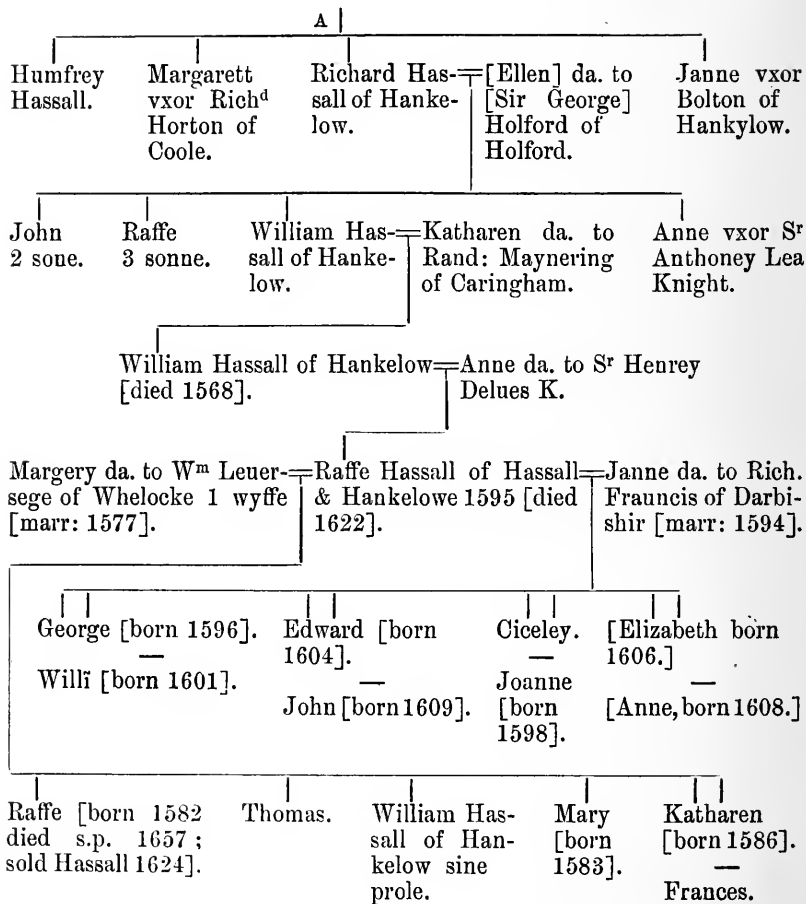 A
Humfrey
Hassall.
Margarett
vxor Richᵈ
Horton of
Coole.
Richard Has-
sall of Hanke-
low.
[Ellen] da. to
[Sir George]
Holford of
Holford.
Janne vxor
Bolton of
Hankylow.
John
2 sone.
Raffe
3 sonne.
William Has-
sall of Hanke-
low.
Katharen da. to
Rand: Maynering
of Caringham.
Anne vxor Sʳ
Anthoney Lea
Knight.
William Hassall of Hankelow
[died 1568].
Anne da. to Sʳ Henrey
Delues K.
Margery da. to Wᵐ Leuer-
sege of Whelocke 1 wyffe
[marr: 1577].
Raffe Hassall of Hassall
& Hankelowe 1595 [died
1622].
Janne da. to Rich.
Frauncis of Darbi-
shir [marr: 1594].
George [born 1596].
—
Willī [born 1601].
Edward [born
1604].
—
John [born 1609].
Ciceley.
—
Joanne
[born
1598].
[Elizabeth born
1606.]
—
[Anne, born 1608.]
Raffe [born 1582
died s.p. 1657 ;
sold Hassall 1624].
Thomas.
William Has-
sall of Han-
kelow sine
prole.
Mary
[born
1583].
Katharen
[born 1586].
—
Frances.